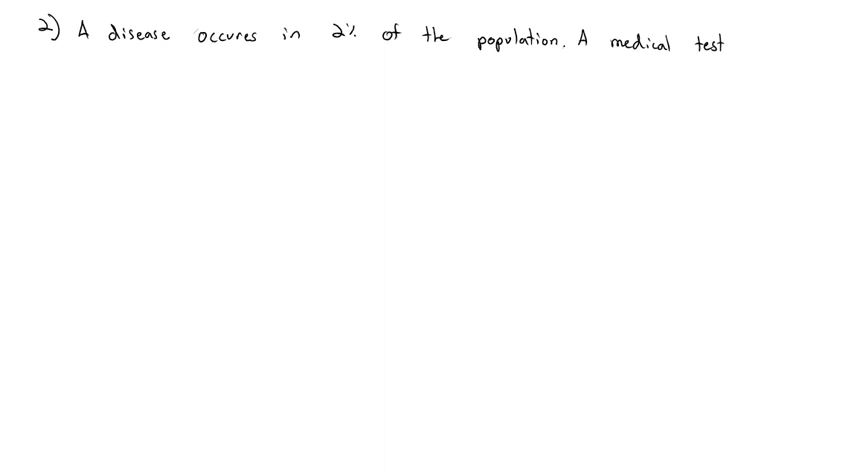 2) A disease occures in 2% of the population. A medical test